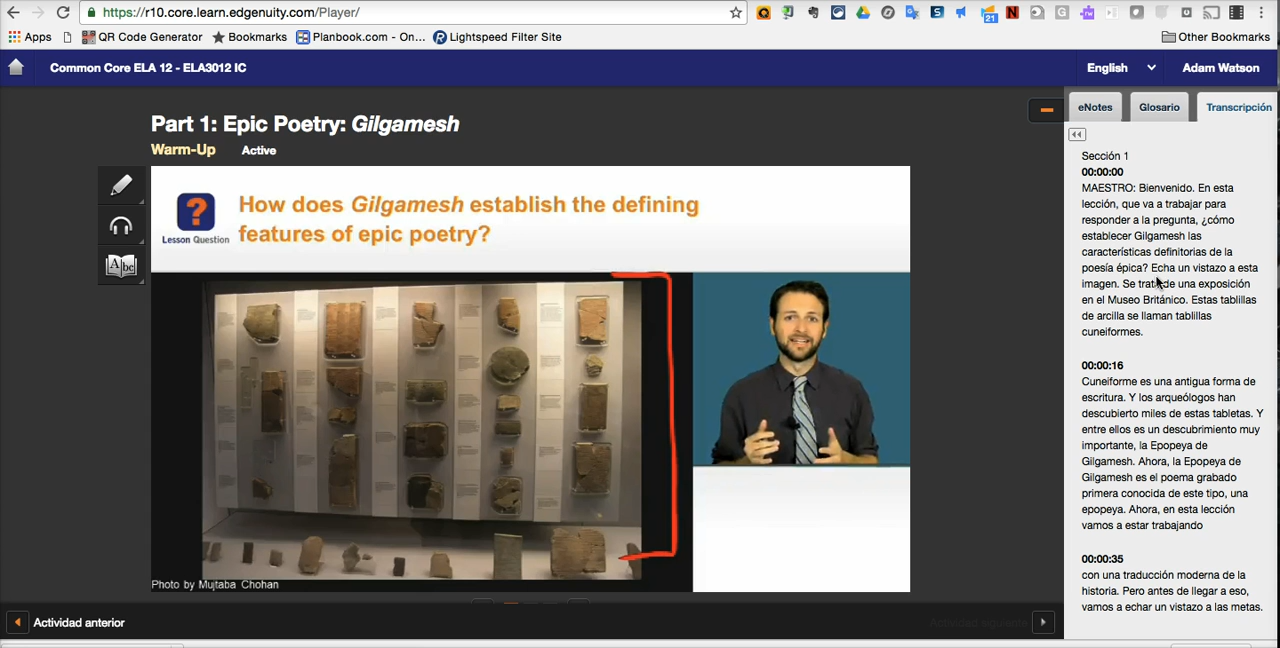 https://r10.core.learn.edgenuity.com/Player/
21
Apps
QR Code Generator
Bookmarks
Planbook.com - On...
Lightspeed Filter Site
Other Bookmarks
Common Core ELA 12 - ELA3012 IC
English
Adam Watson
Part 1: Epic Poetry: Gilgamesh
Warm-Up
Active
Abc
?
Lesson Question
How does Gilgamesh establish the defining
features of epic poetry?
Photo by Mujtaba Chohan
Actividad anterior
Actividad siguiente
eNotes
Glosario
Transcripción
Sección 1
00:00:00
MAESTRO: Bienvenido. En esta
lección, que va a trabajar para
responder a la pregunta, ¿cómo
establecer Gilgamesh las
características definitorias de la
poesía épica? Echa un vistazo a esta
imagen. Se trata de una exposición
en el Museo Británico. Estas tablillas
de arcilla se llaman tablillas
cuneiformes.
00:00:16
Cuneiforme es una antigua forma de
escritura. Y los arqueólogos han
descubierto miles de estas tabletas. Y
entre ellos es un descubrimiento muy
importante, la Epopeya de
Gilgamesh. Ahora, la Epopeya de
Gilgamesh es el poema grabado
primera conocida de este tipo, una
epopeya. Ahora, en esta lección
vamos a estar trabajando
00:00:35
con una traducción moderna de la
historia. Pero antes de llegar a eso,
vamos a echar un vistazo a las metas.